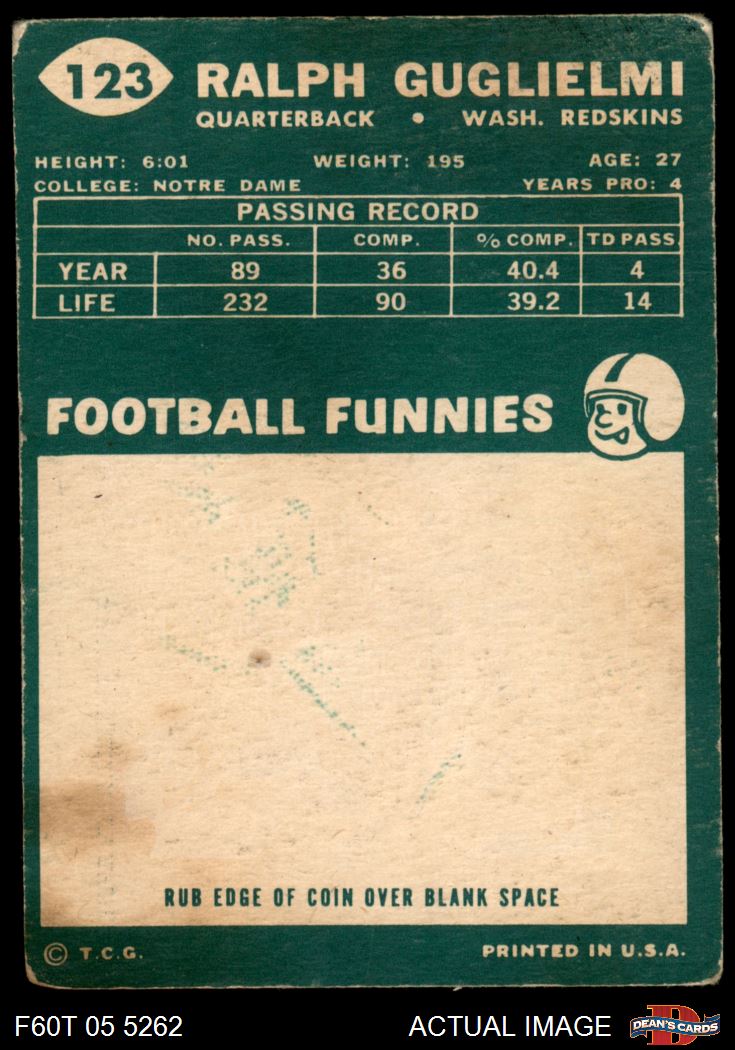 123 RALPH GUGLIELMI
QUARTERBACK • WASH. REDSKINS
HEIGHT: 6:01 WEIGHT: 195 AGE: 27
COLLEGE: NOTRE DAME YEARS PRO: 4
PASSING RECORD
NO. PASS. COMP. % COMP. TD PASS.
YEAR 89 36 40.4 4
LIFE 232 90 39.2 14
FOOTBALL FUNNIES
RUB EDGE OF COIN OVER BLANK SPACE
© T.C.G. PRINTED IN U.S.A.
F60T 05 5262 ACTUAL IMAGE DEAN'S CARDS